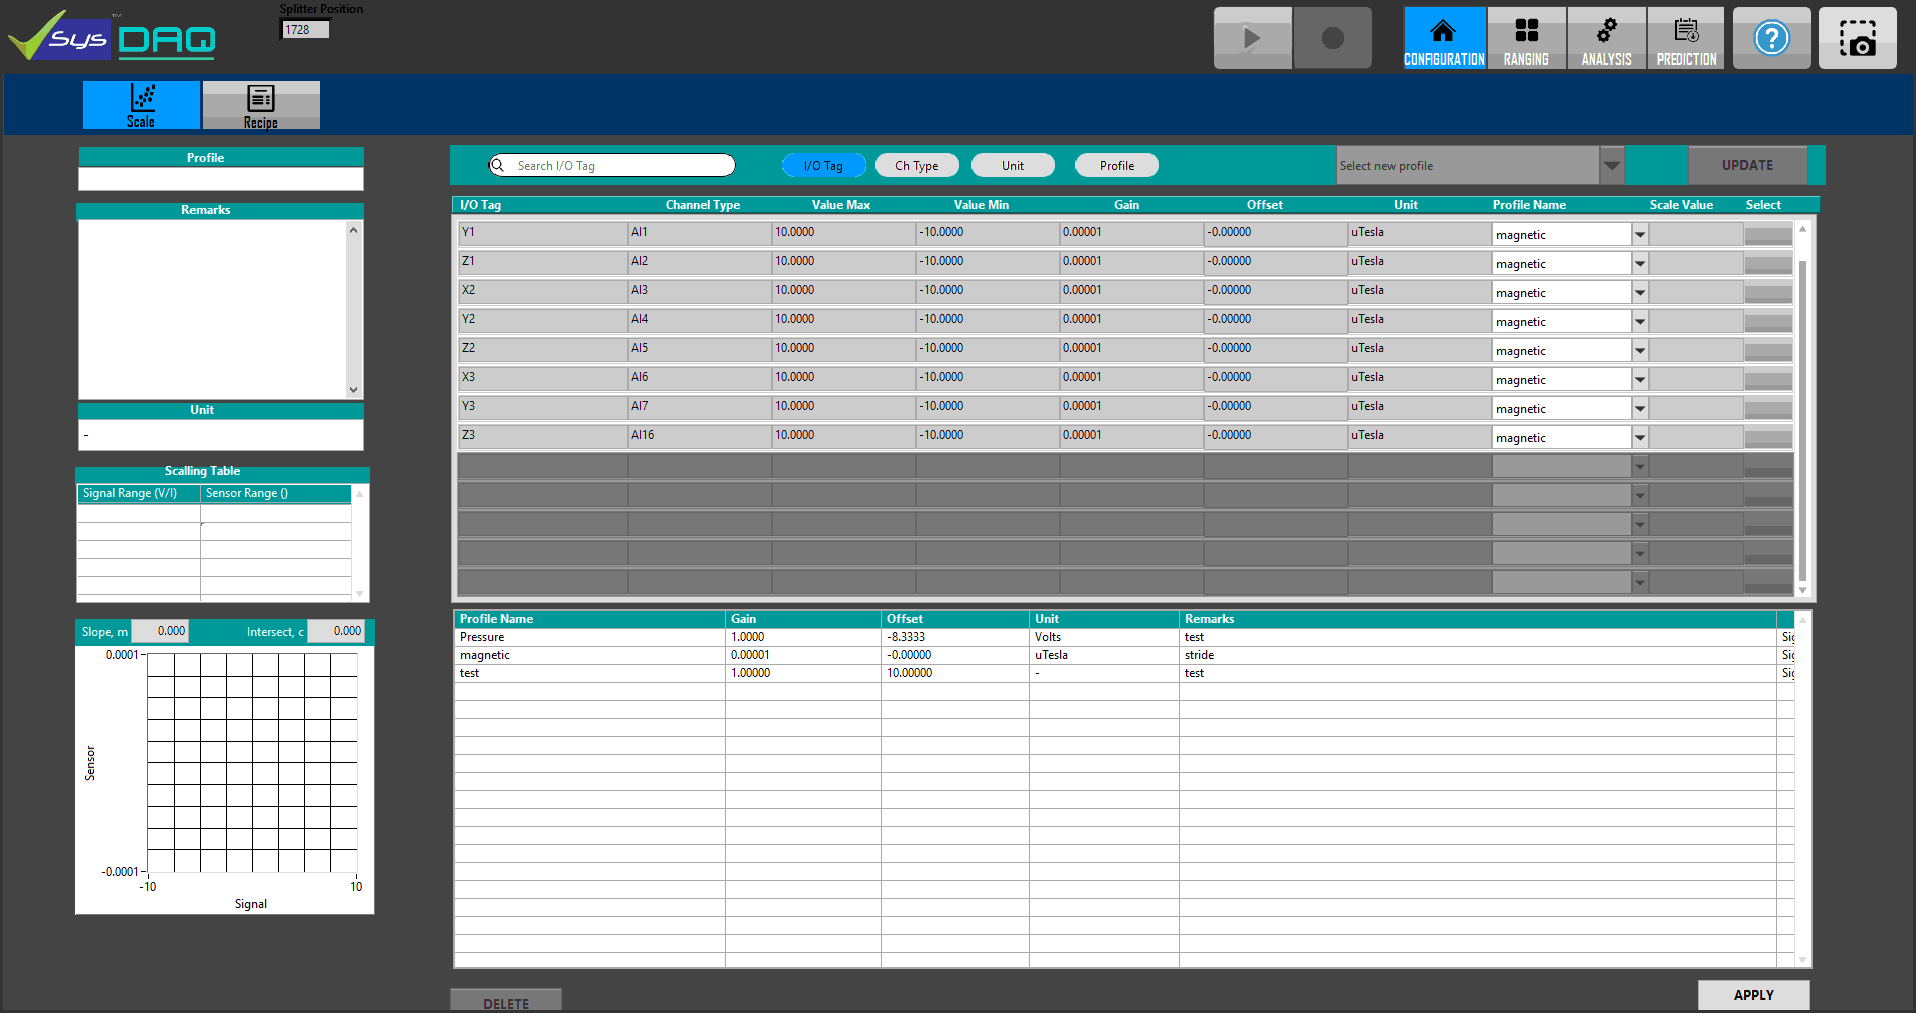 Sys DAQ ™
Splitter Position
1728
CONFIGURATION RANGING ANALYSIS PREDICTION ?
Scale Recipe
Profile
Remarks
Unit
-
Scalling Table
Signal Range (V/I) Sensor Range ()
Slope, m 0.000 Intersect, c 0.000
0.0001
Sensor
-0.0001
-10 10
Signal
Search I/O Tag I/O Tag Ch Type Unit Profile Select new profile UPDATE
I/O Tag Channel Type Value Max Value Min Gain Offset Unit Profile Name Scale Value Select
Y1 AI1 10.0000 -10.0000 0.00001 -0.00000 uTesla magnetic
Z1 AI2 10.0000 -10.0000 0.00001 -0.00000 uTesla magnetic
X2 AI3 10.0000 -10.0000 0.00001 -0.00000 uTesla magnetic
Y2 AI4 10.0000 -10.0000 0.00001 -0.00000 uTesla magnetic
Z2 AI5 10.0000 -10.0000 0.00001 -0.00000 uTesla magnetic
X3 AI6 10.0000 -10.0000 0.00001 -0.00000 uTesla magnetic
Y3 AI7 10.0000 -10.0000 0.00001 -0.00000 uTesla magnetic
Z3 AI16 10.0000 -10.0000 0.00001 -0.00000 uTesla magnetic
Profile Name Gain Offset Unit Remarks
Pressure 1.0000 -8.3333 Volts test
magnetic 0.00001 -0.00000 uTesla stride
test 1.00000 10.00000 - test
DELETE APPLY